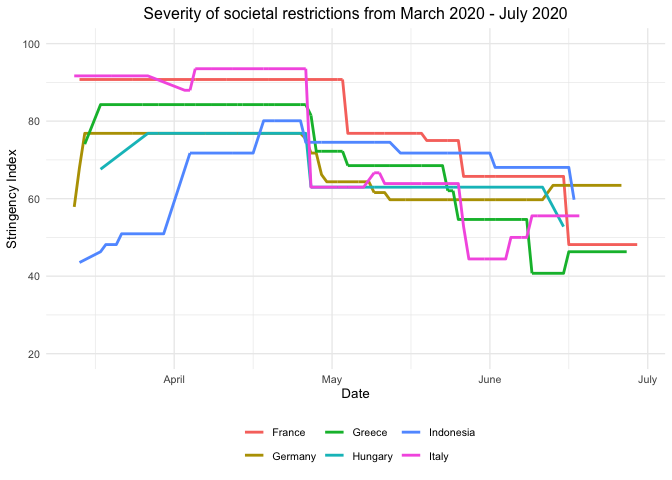 Severity of societal restrictions from March 2020 - July 2020
Stringency Index
100
80
60
40
20
April May June July
Date
France Greece Indonesia
Germany Hungary Italy